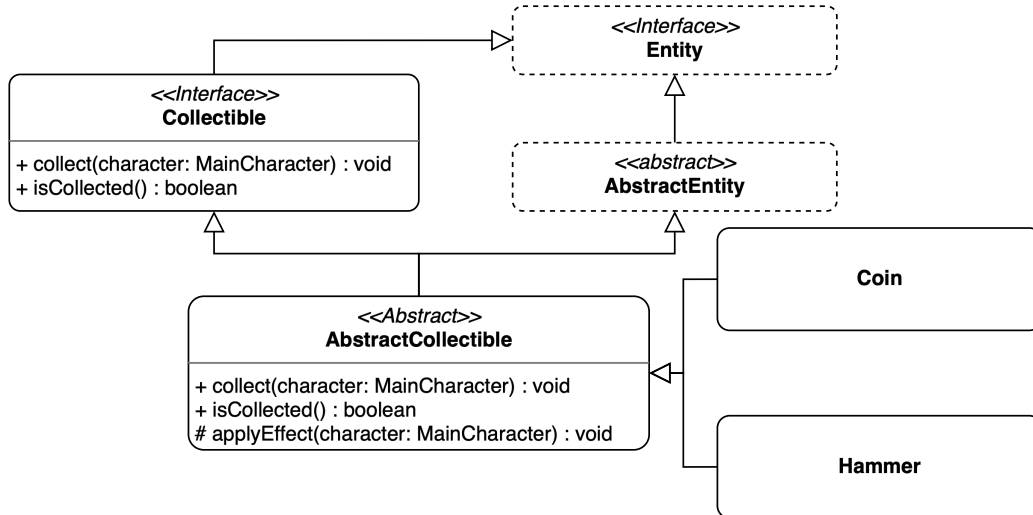 <<Interface>>
Entity
<<Interface>>
Collectible
+ collect(character: MainCharacter) : void
+ isCollected() : boolean
<<abstract>>
AbstractEntity
<<Abstract>>
AbstractCollectible
+ collect(character: MainCharacter) : void
+ isCollected() : boolean
# applyEffect(character: MainCharacter) : void
Coin
Hammer